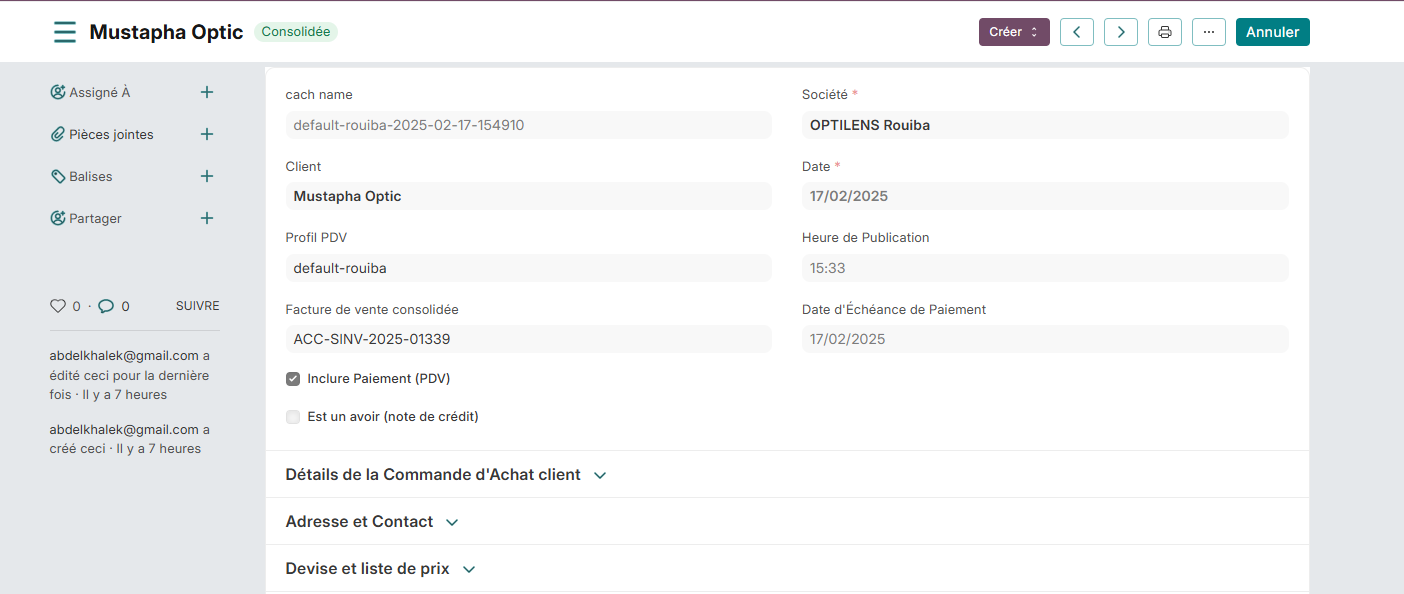 Mustapha Optic
Consolidée
Créer
Annuler
Assigné À
Pièces jointes
Balises
Partager
0 · 0
SUIVRE
abdelkhalek@gmail.com a
édité ceci pour la dernière
fois · Il y a 7 heures
abdelkhalek@gmail.com a
créé ceci · Il y a 7 heures
cach name
default-rouiba-2025-02-17-154910
Société *
OPTILENS Rouiba
Client
Mustapha Optic
Date *
17/02/2025
Profil PDV
default-rouiba
Heure de Publication
15:33
Facture de vente consolidée
ACC-SINV-2025-01339
Date d'Échéance de Paiement
17/02/2025
Inclure Paiement (PDV)
Est un avoir (note de crédit)
Détails de la Commande d'Achat client
Adresse et Contact
Devise et liste de prix